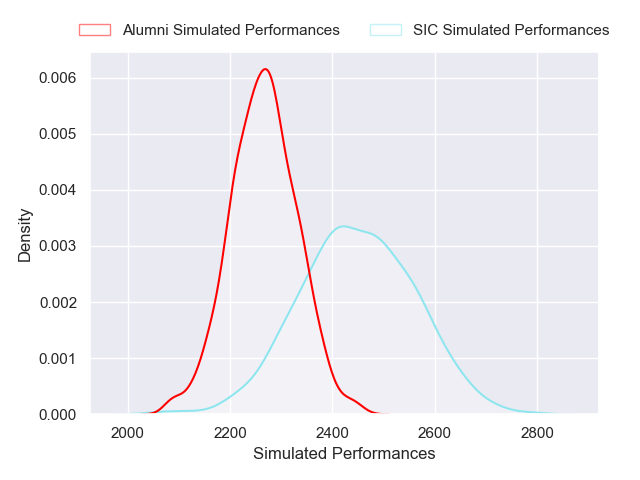 Alumni Simulated Performances SIC Simulated Performances
0.006
0.005
0.004
0.003
0.002
0.001
0.000
Density
2000 2200 2400 2600 2800
Simulated Performances